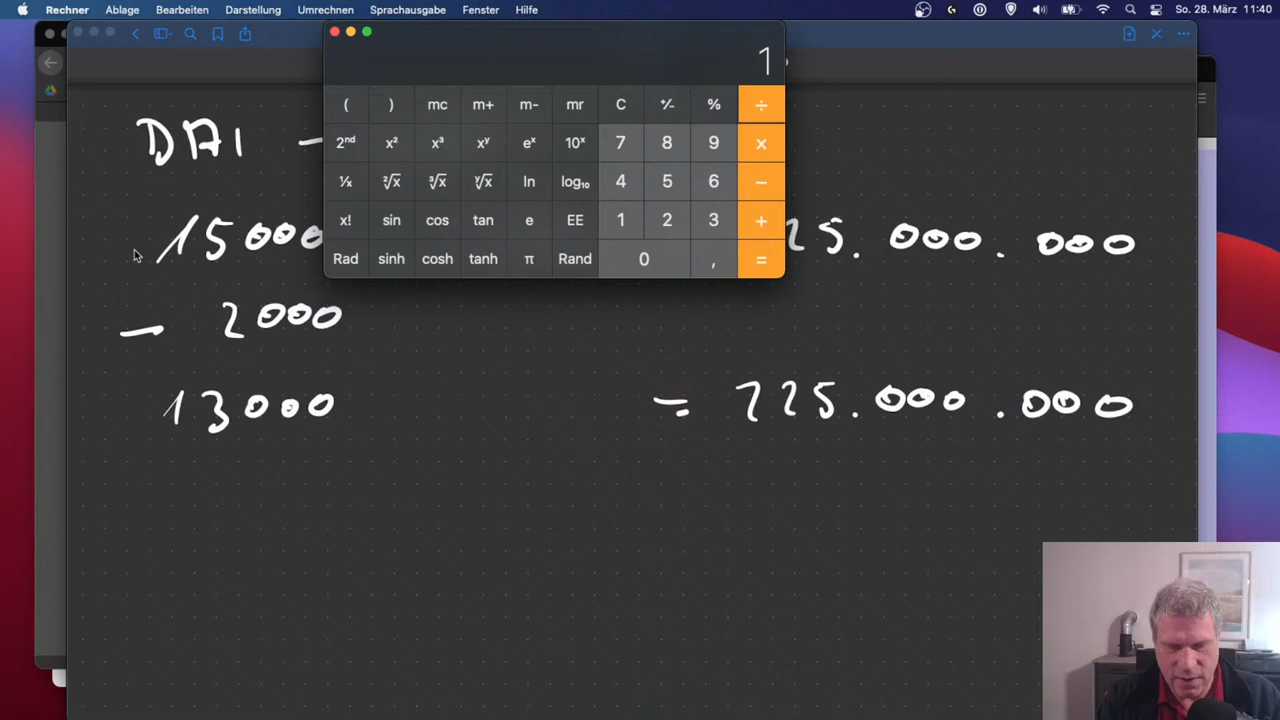 Rechner Ablage Bearbeiten Darstellung Umrechnen Sprachausgabe Fenster Hilfe So. 28. März 11:40
1
( ) mc m+ m- mr C +/- % ÷
2nd x² x³ xʸ eˣ 10ˣ 7 8 9 ×
1/x ²√x ³√x ʸ√x ln log₁₀ 4 5 6 −
x! sin cos tan e EE 1 2 3 +
Rad sinh cosh tanh π Rand 0 , =
DAI –
15000 25.000.000
– 2000
13000 = 225.000.000